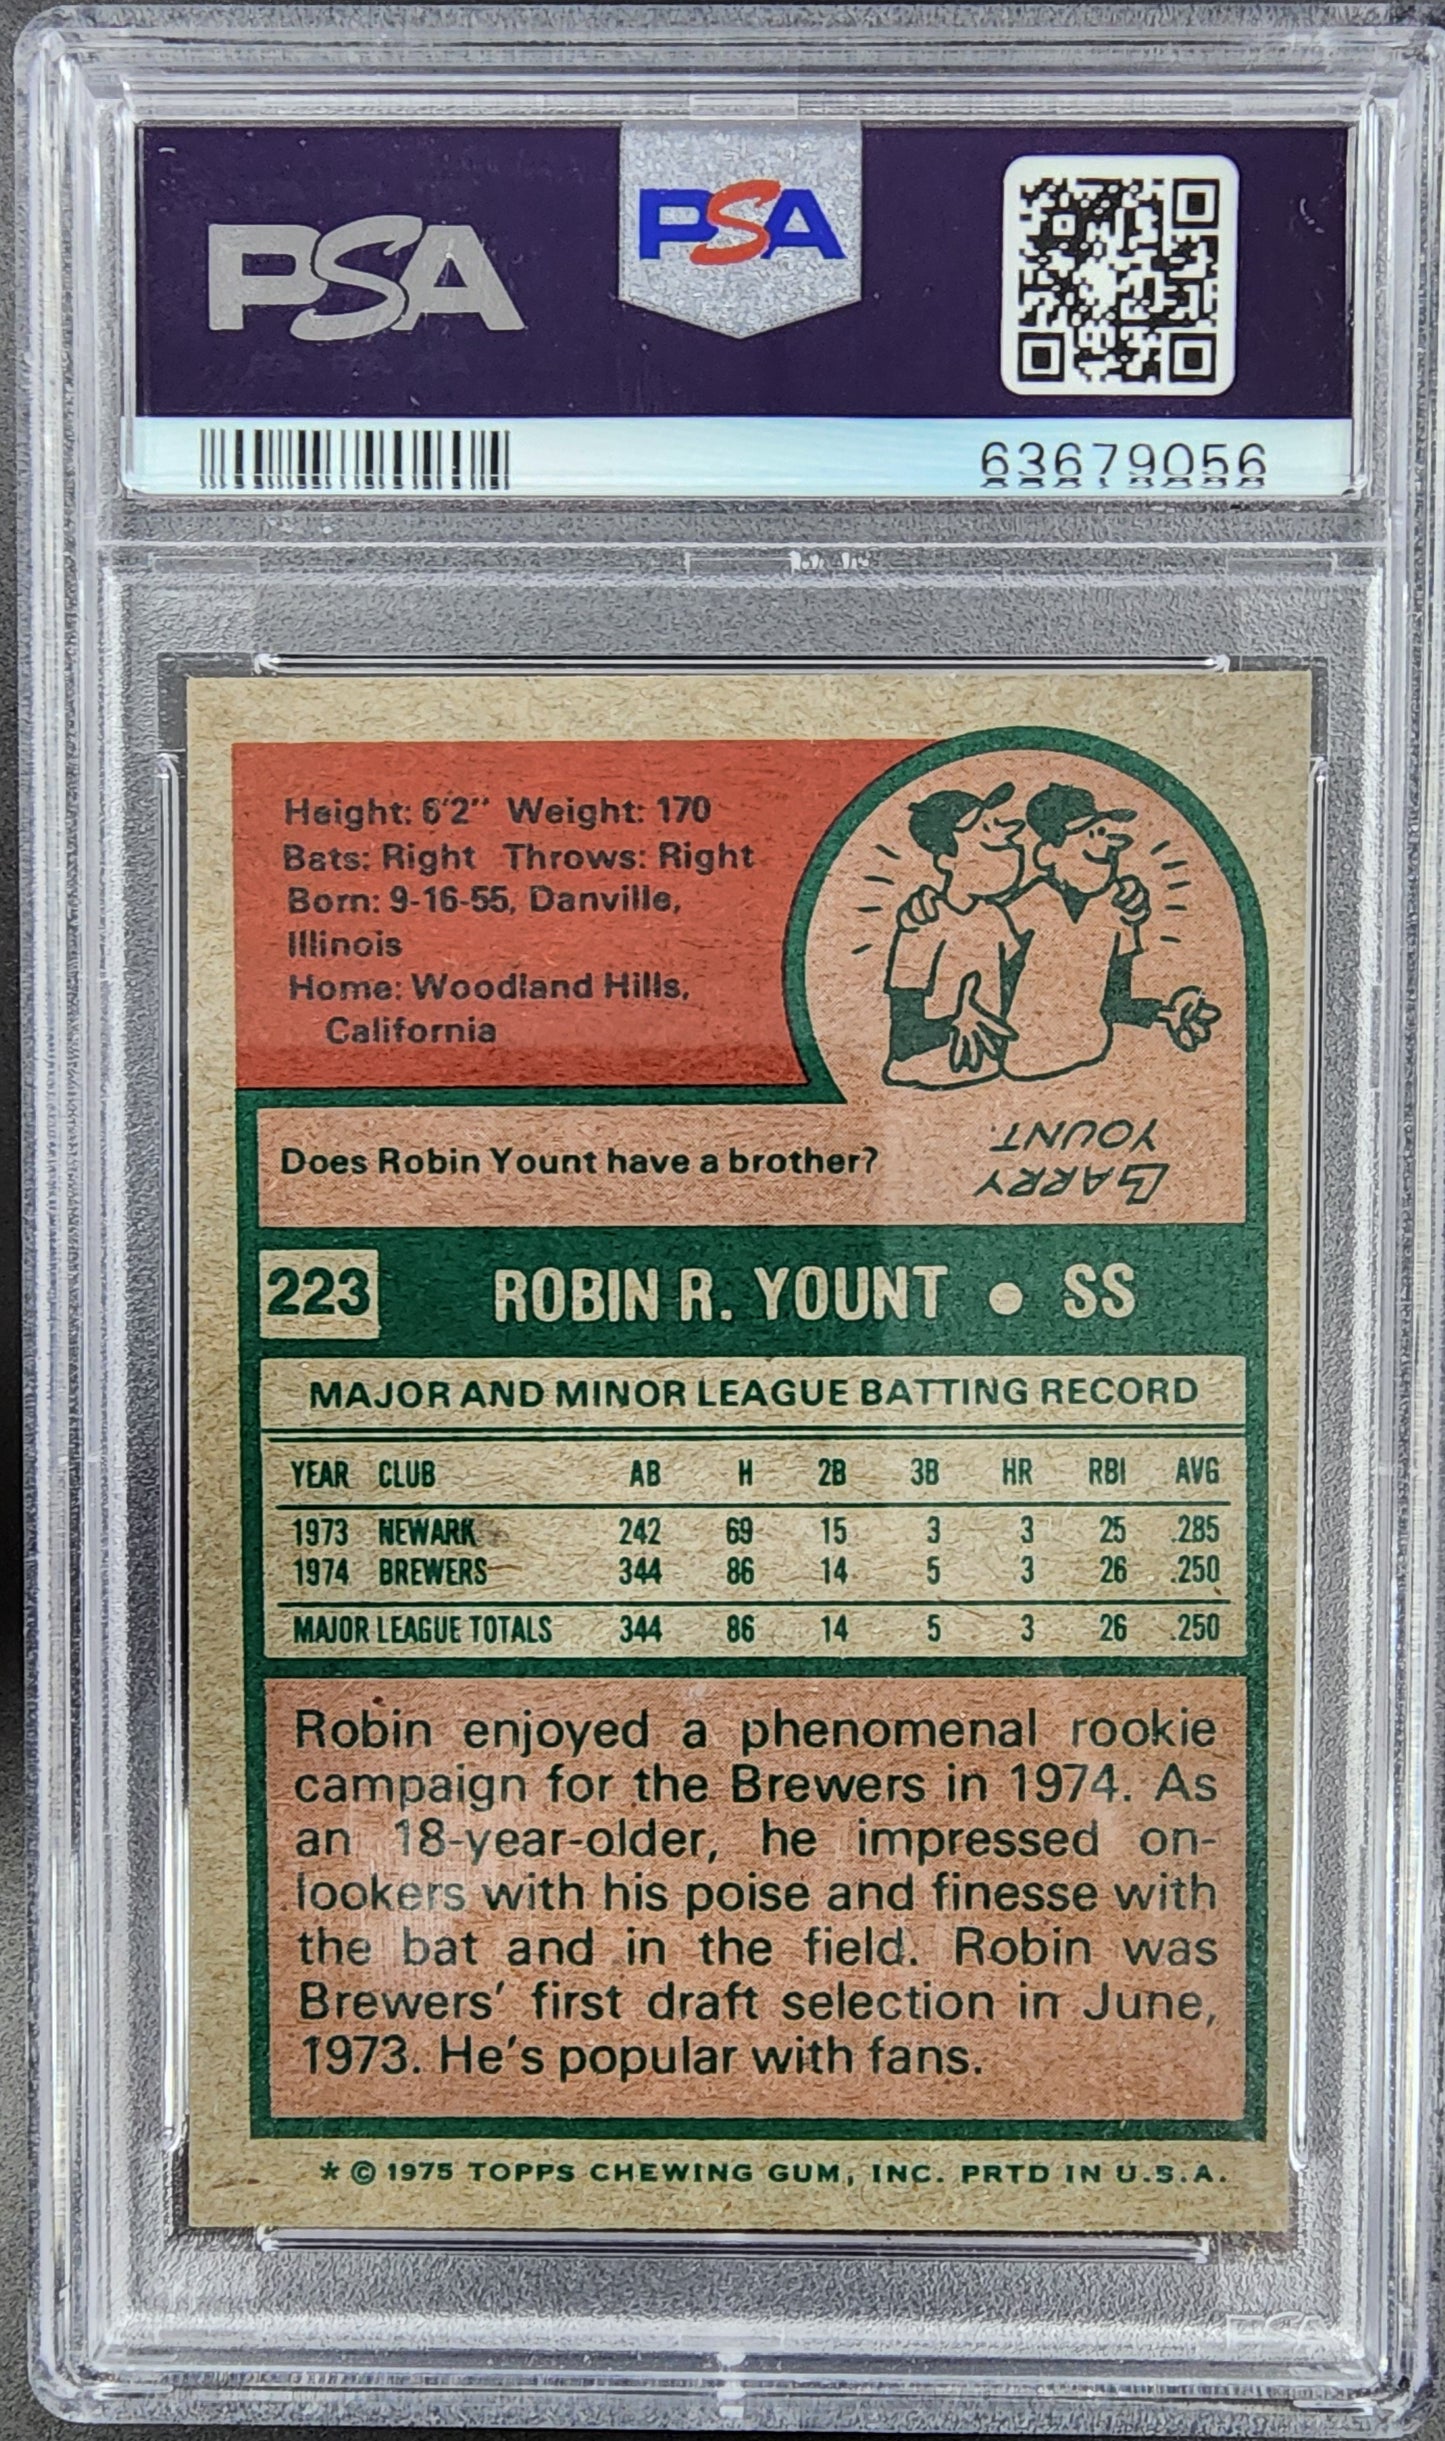 PSA
PSA
63679056
Height: 6'2" Weight: 170
Bats: Right Throws: Right
Born: 9-16-55, Danville,
Illinois
Home: Woodland Hills,
California
Does Robin Yount have a brother?
LARRY
YOUNT.
223 ROBIN R. YOUNT • SS
MAJOR AND MINOR LEAGUE BATTING RECORD
YEAR CLUB AB H 2B 3B HR RBI AVG
1973 NEWARK 242 69 15 3 3 25 .285
1974 BREWERS 344 86 14 5 3 26 .250
MAJOR LEAGUE TOTALS 344 86 14 5 3 26 .250
Robin enjoyed a phenomenal rookie
campaign for the Brewers in 1974. As
an 18-year-older, he impressed on-
lookers with his poise and finesse with
the bat and in the field. Robin was
Brewers' first draft selection in June,
1973. He's popular with fans.
* © 1975 TOPPS CHEWING GUM, INC. PRTD IN U.S.A.
PSA